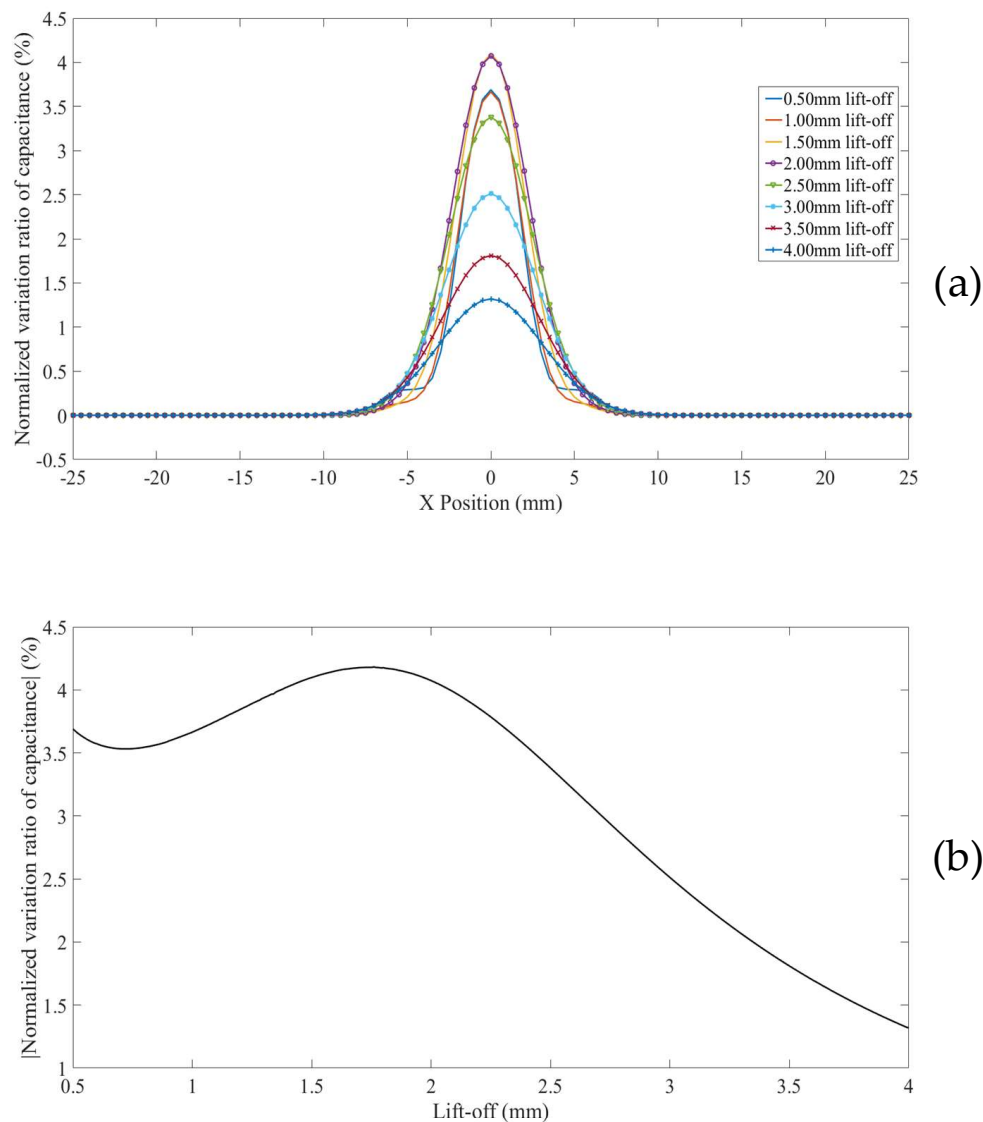 Normalized variation ratio of capacitance (%)
4.5
4
3.5
3
2.5
2
1.5
1
0.5
0
-0.5
-25
-20
-15
-10
-5
0
5
10
15
20
25
X Position (mm)
0.50mm lift-off
1.00mm lift-off
1.50mm lift-off
2.00mm lift-off
2.50mm lift-off
3.00mm lift-off
3.50mm lift-off
4.00mm lift-off
(a)
|Normalized variation ratio of capacitance| (%)
4.5
4
3.5
3
2.5
2
1.5
1
0.5
1
1.5
2
2.5
3
3.5
4
Lift-off (mm)
(b)